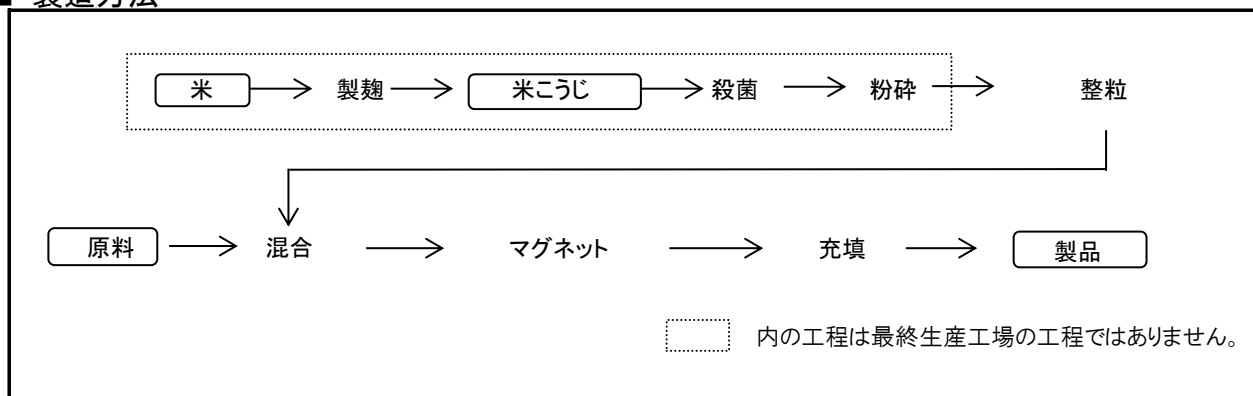 ■ 製造方法
米 製麹 米こうじ 殺菌 粉砕 整粒
原料 混合 マグネット 充填 製品
内の工程は最終生産工場の工程ではありません。